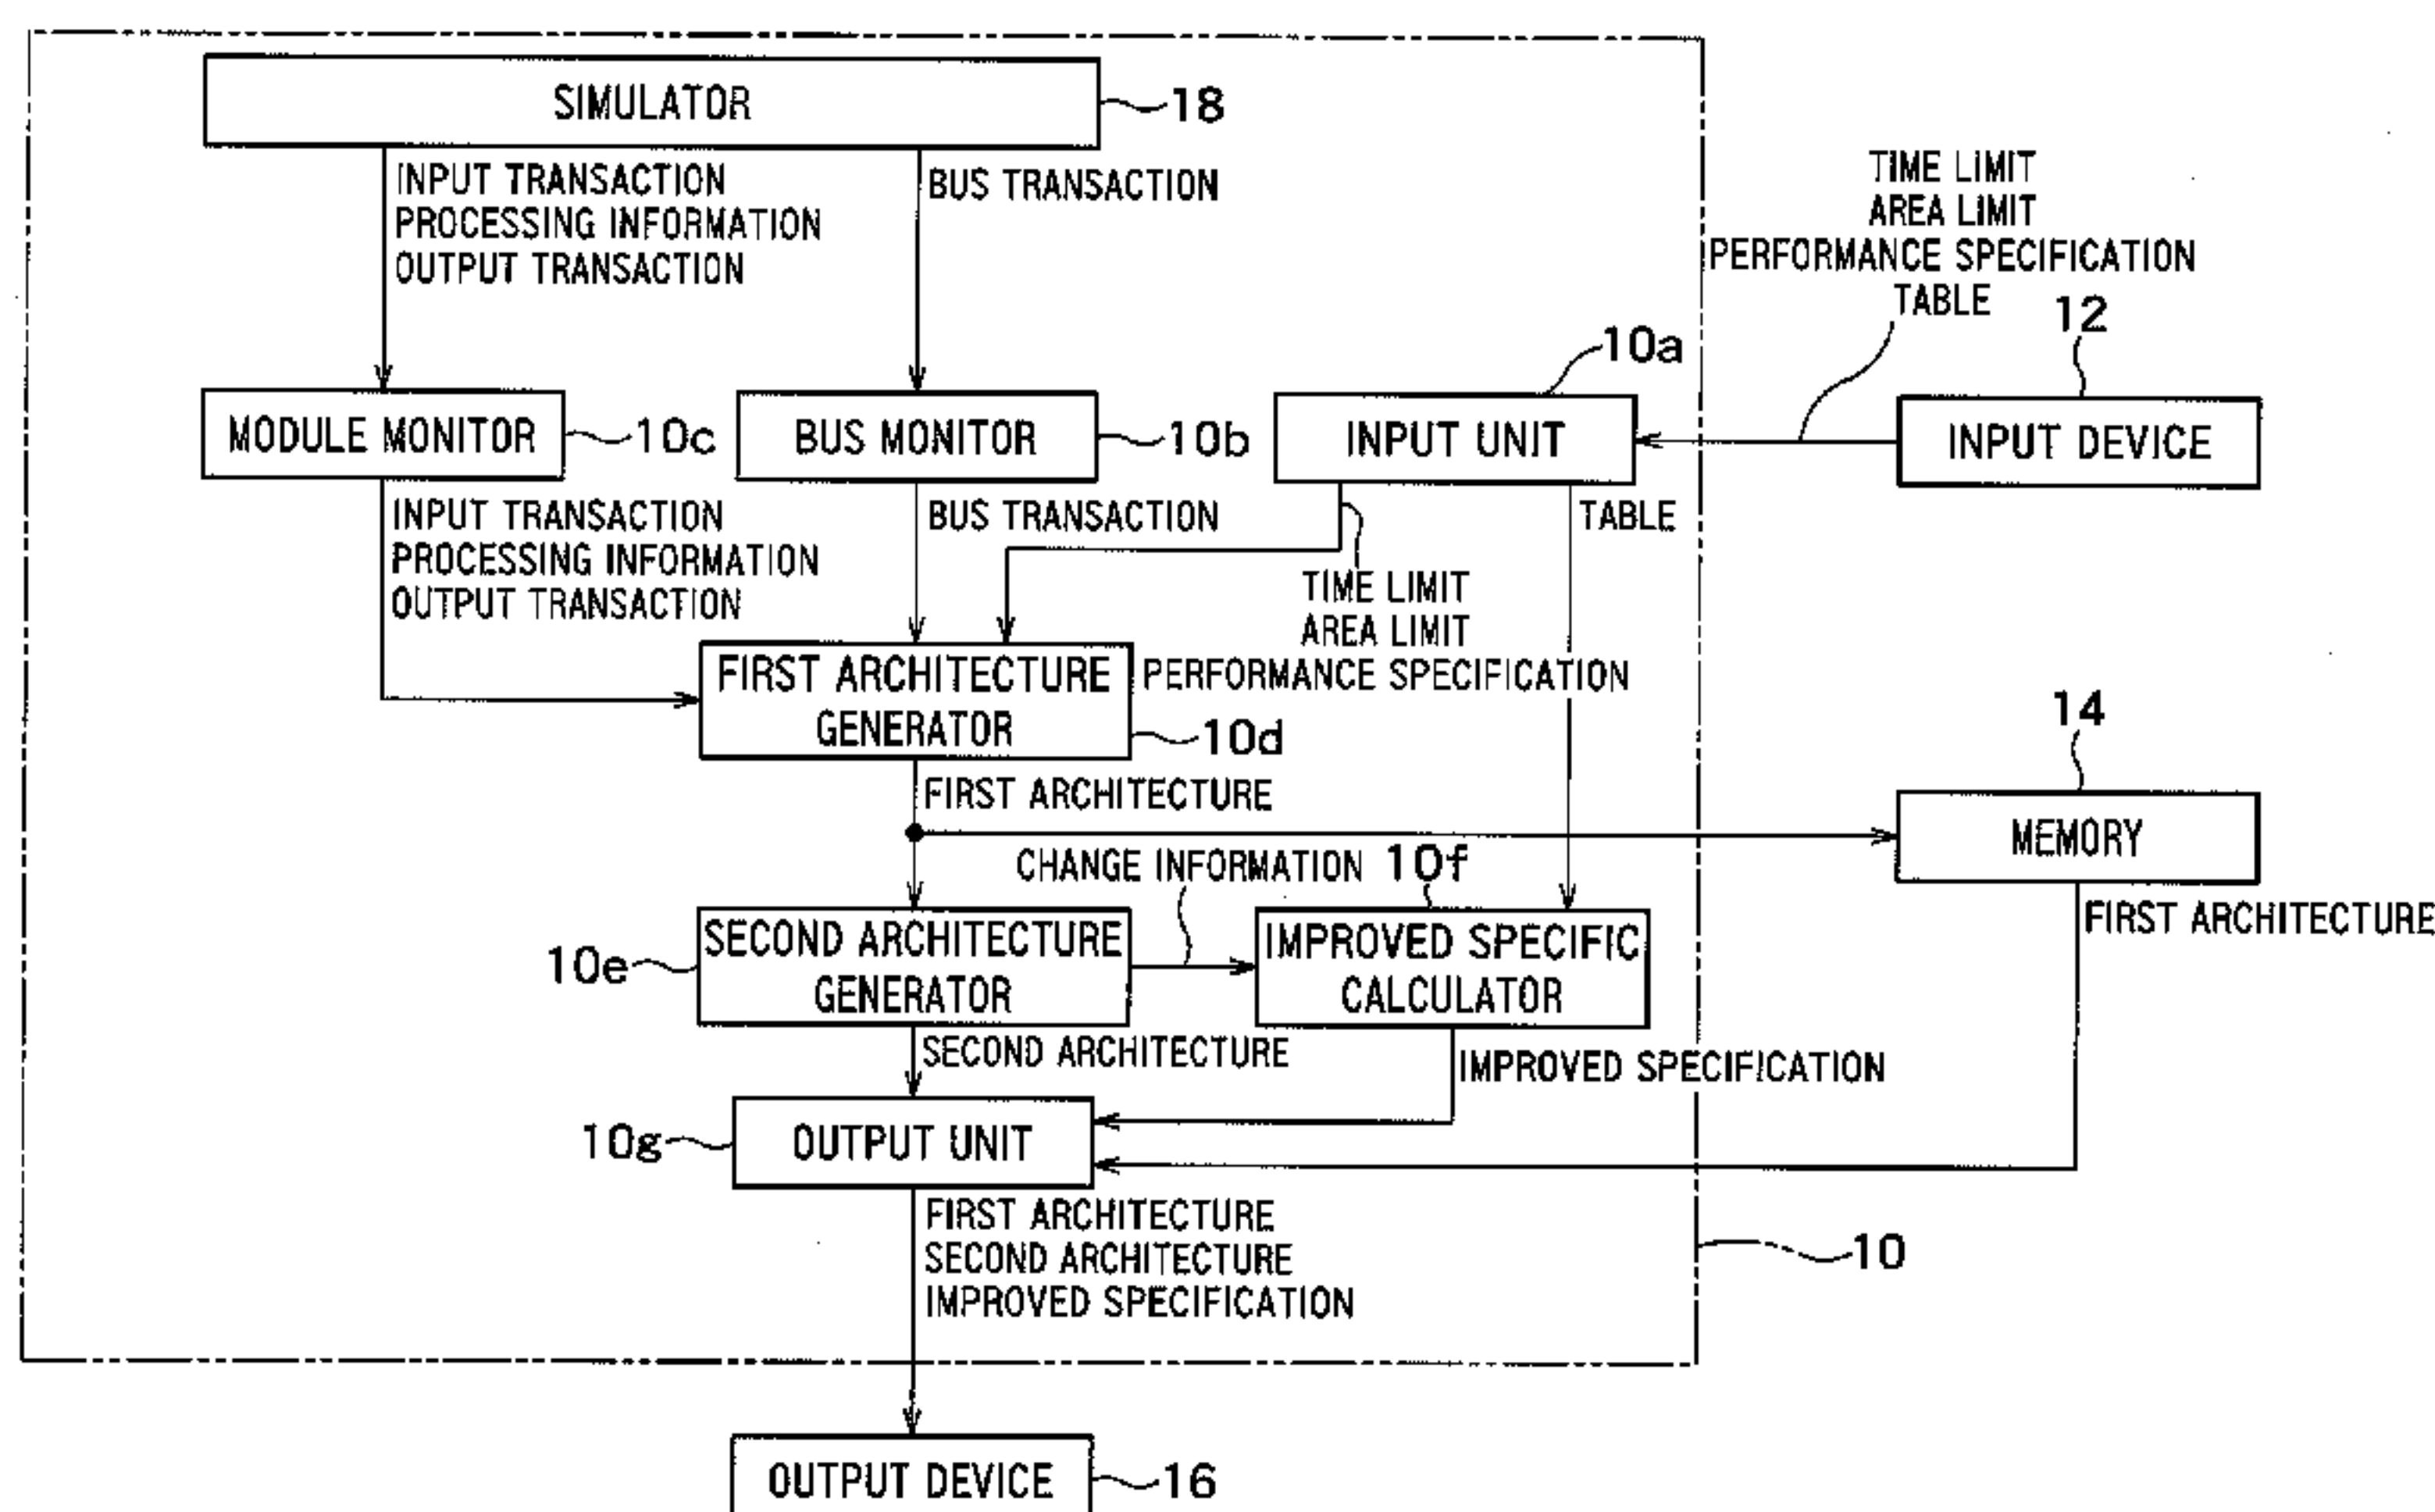 SIMULATOR
18
INPUT TRANSACTION
PROCESSING INFORMATION
OUTPUT TRANSACTION
BUS TRANSACTION
TIME LIMIT
AREA LIMIT
PERFORMANCE SPECIFICATION
TABLE
12
10a
MODULE MONITOR
10c
BUS MONITOR
10b
INPUT UNIT
INPUT DEVICE
INPUT TRANSACTION
PROCESSING INFORMATION
OUTPUT TRANSACTION
BUS TRANSACTION
TABLE
TIME LIMIT
AREA LIMIT
PERFORMANCE SPECIFICATION
FIRST ARCHITECTURE
GENERATOR
10d
14
FIRST ARCHITECTURE
MEMORY
CHANGE INFORMATION
10f
FIRST ARCHITECTURE
10e
SECOND ARCHITECTURE
GENERATOR
IMPROVED SPECIFIC
CALCULATOR
SECOND ARCHITECTURE
IMPROVED SPECIFICATION
10g
OUTPUT UNIT
FIRST ARCHITECTURE
SECOND ARCHITECTURE
IMPROVED SPECIFICATION
10
OUTPUT DEVICE
16